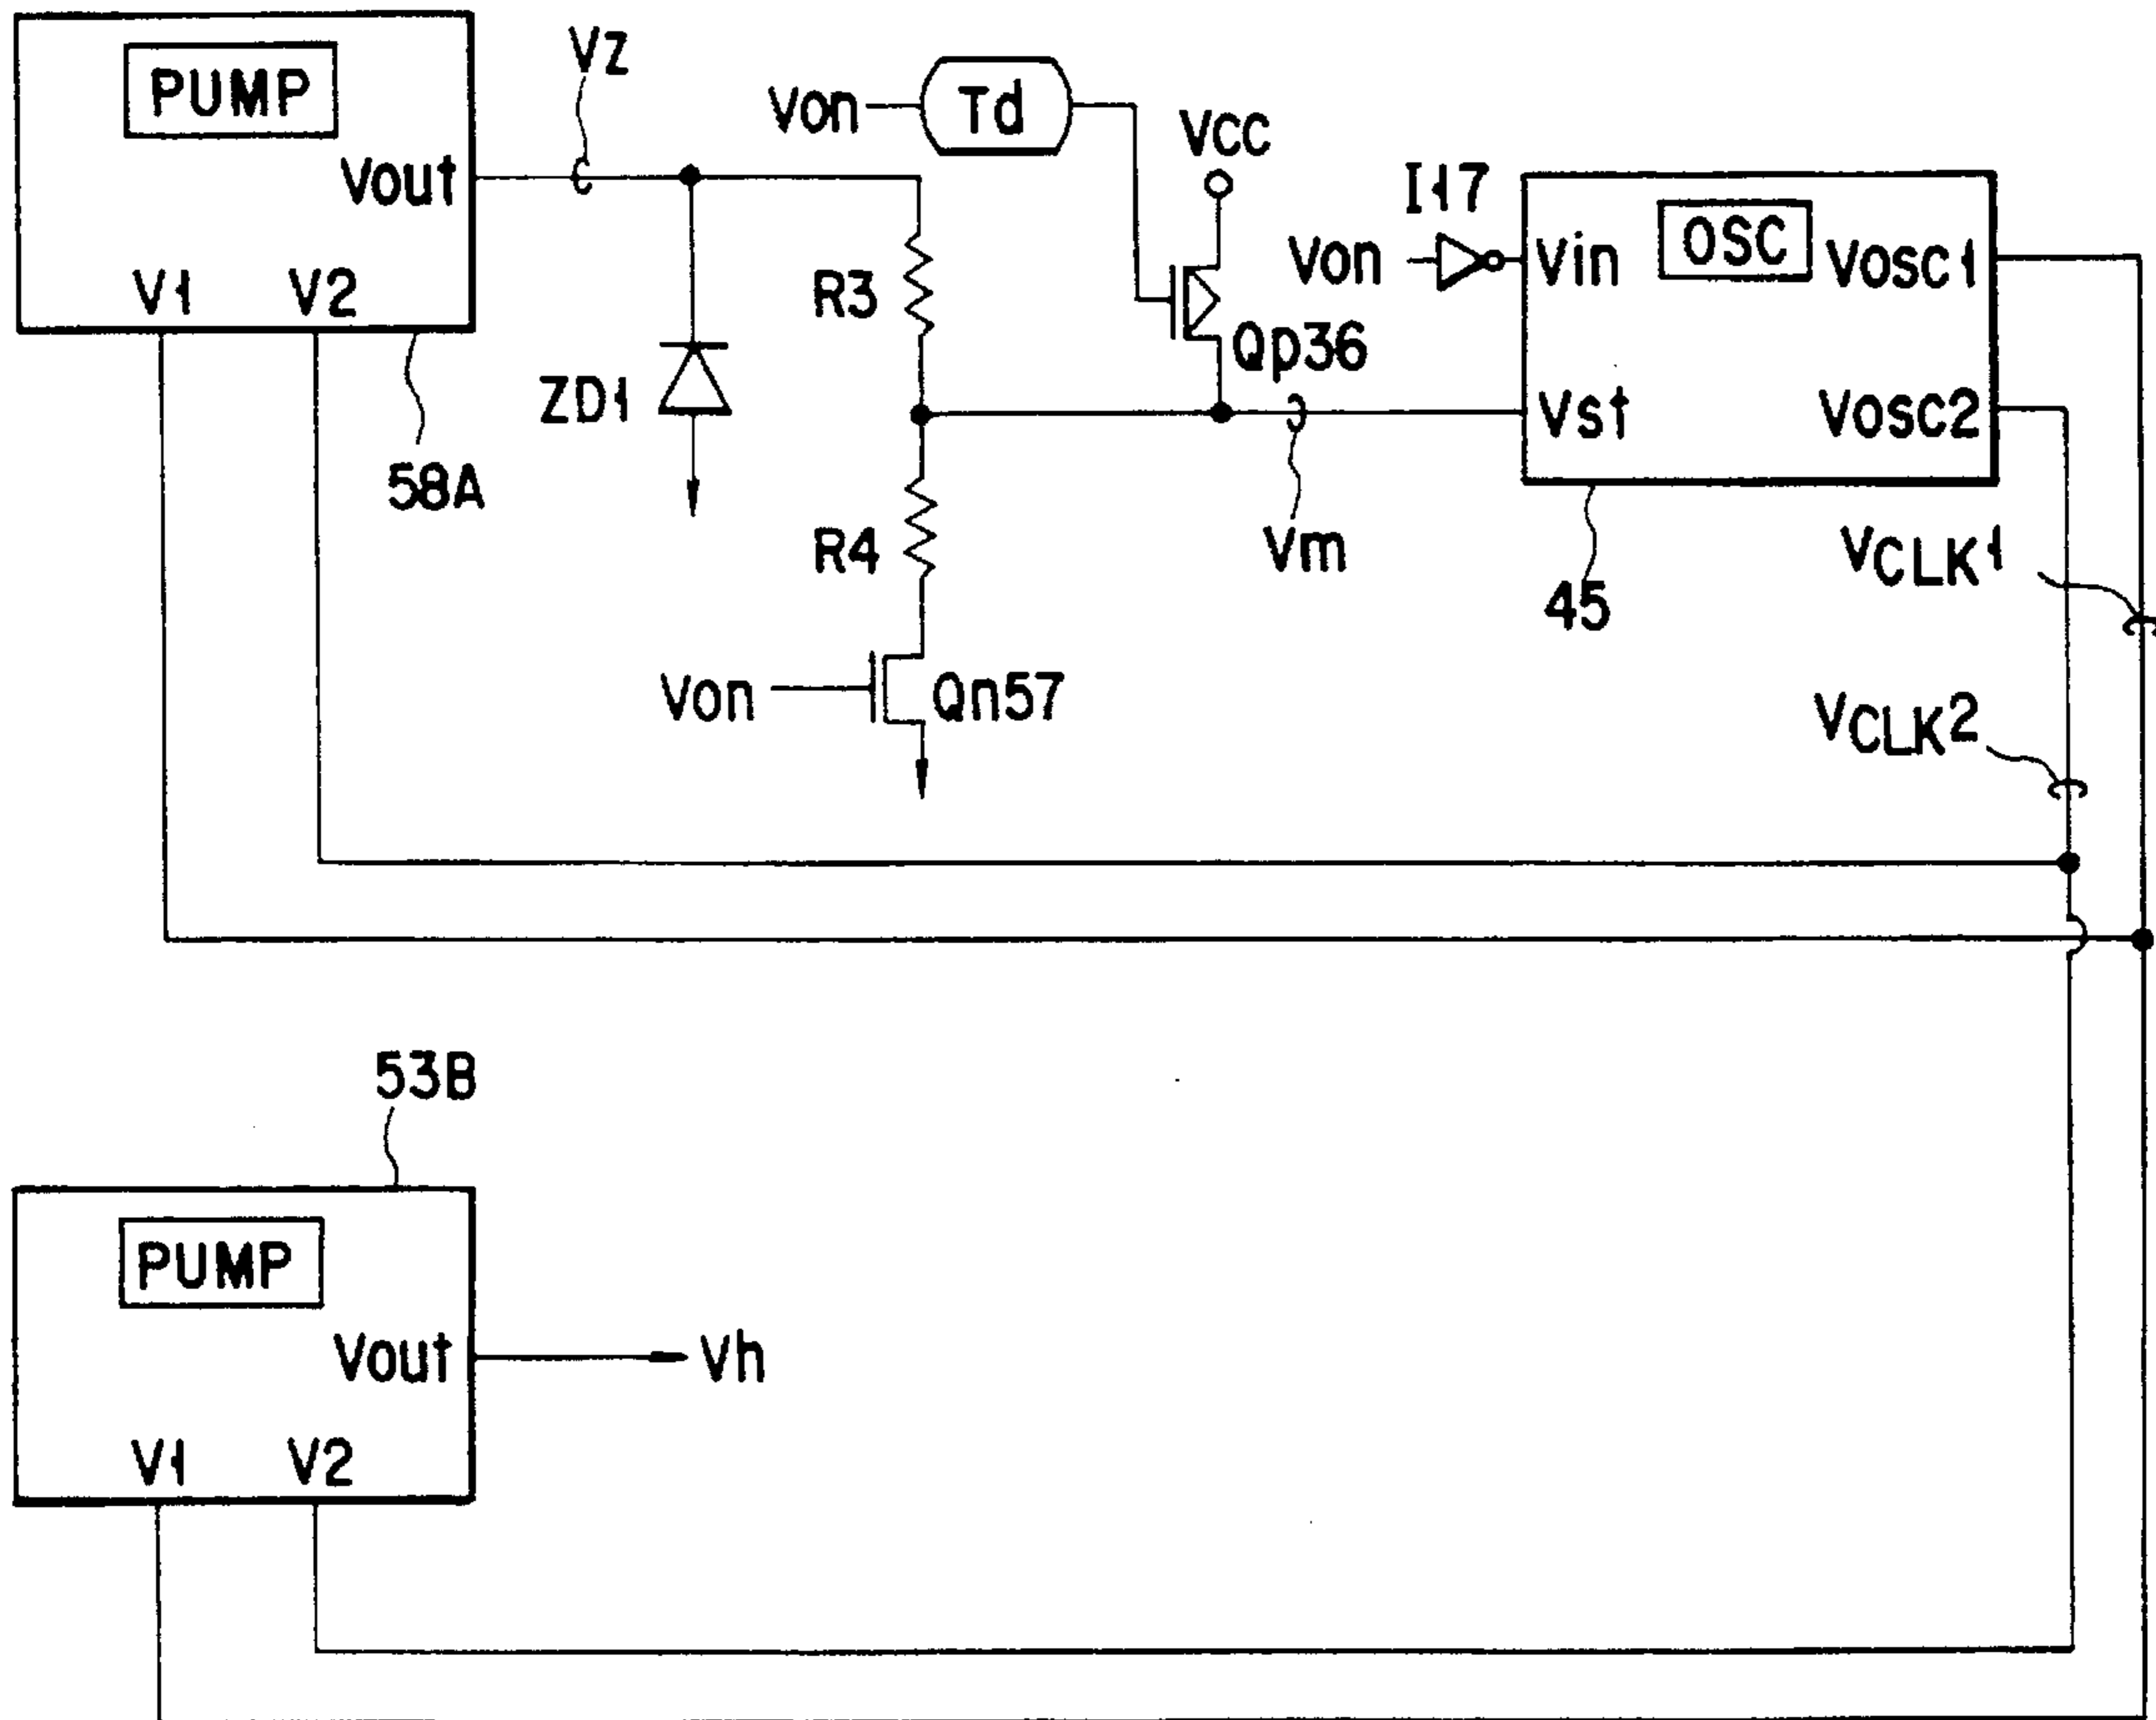 PUMP
Vout
V1
V2
58A
VZ
ZD1
R3
R4
Von
Td
VCC
Qp36
Von
Qn57
Vm
Von
I17
OSC
Vin
Vst
VOSC1
VOSC2
45
VCLK1
VCLK2
53B
PUMP
Vout
Vh
V1
V2